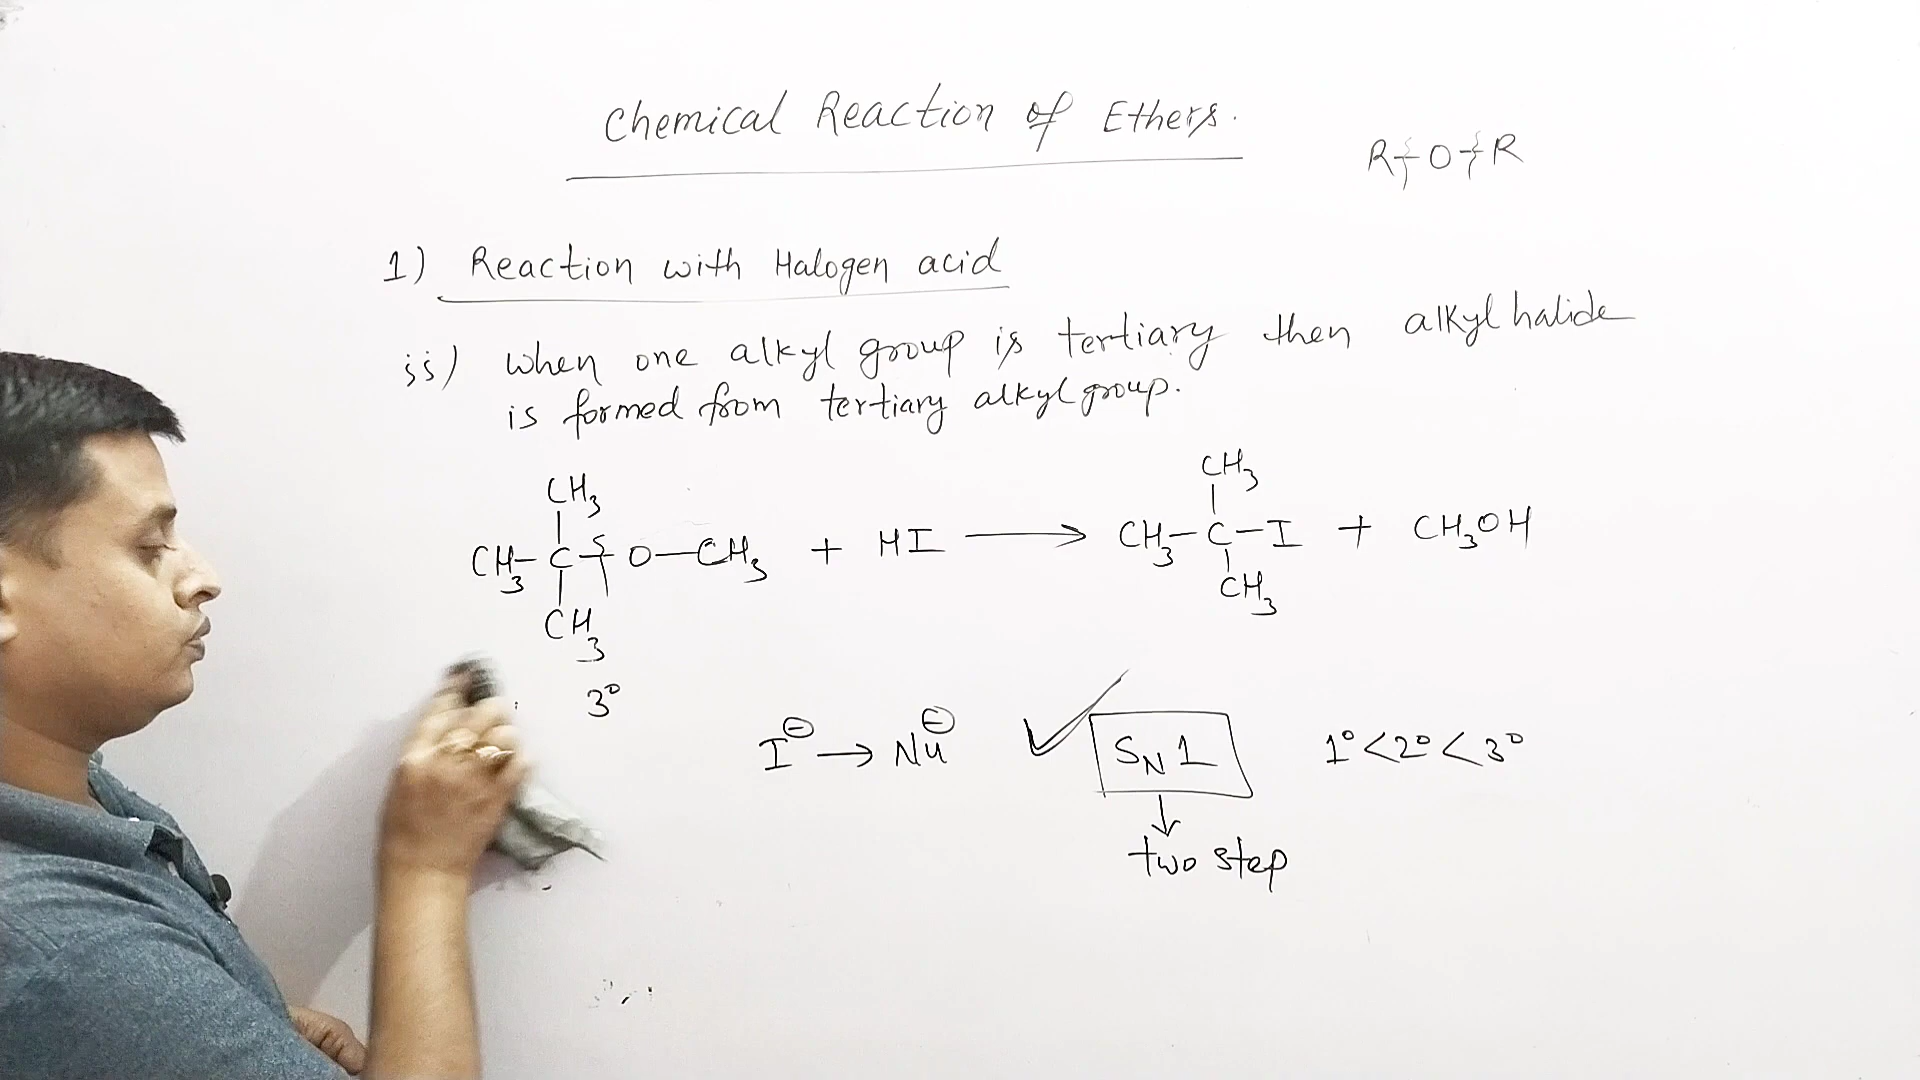 Chemical Reaction of Ethers.
R-O-R
1) Reaction with Halogen acid
ii) when one alkyl group is tertiary then alkyl halide
is formed from tertiary alkyl group.
CH3 CH3
CH3-C-O-CH3 + HI → CH3-C-I + CH3OH
CH3 CH3
3°
I⊖ → Nu⊖ ✓ SN1 1°<2°<3°
↓
two step